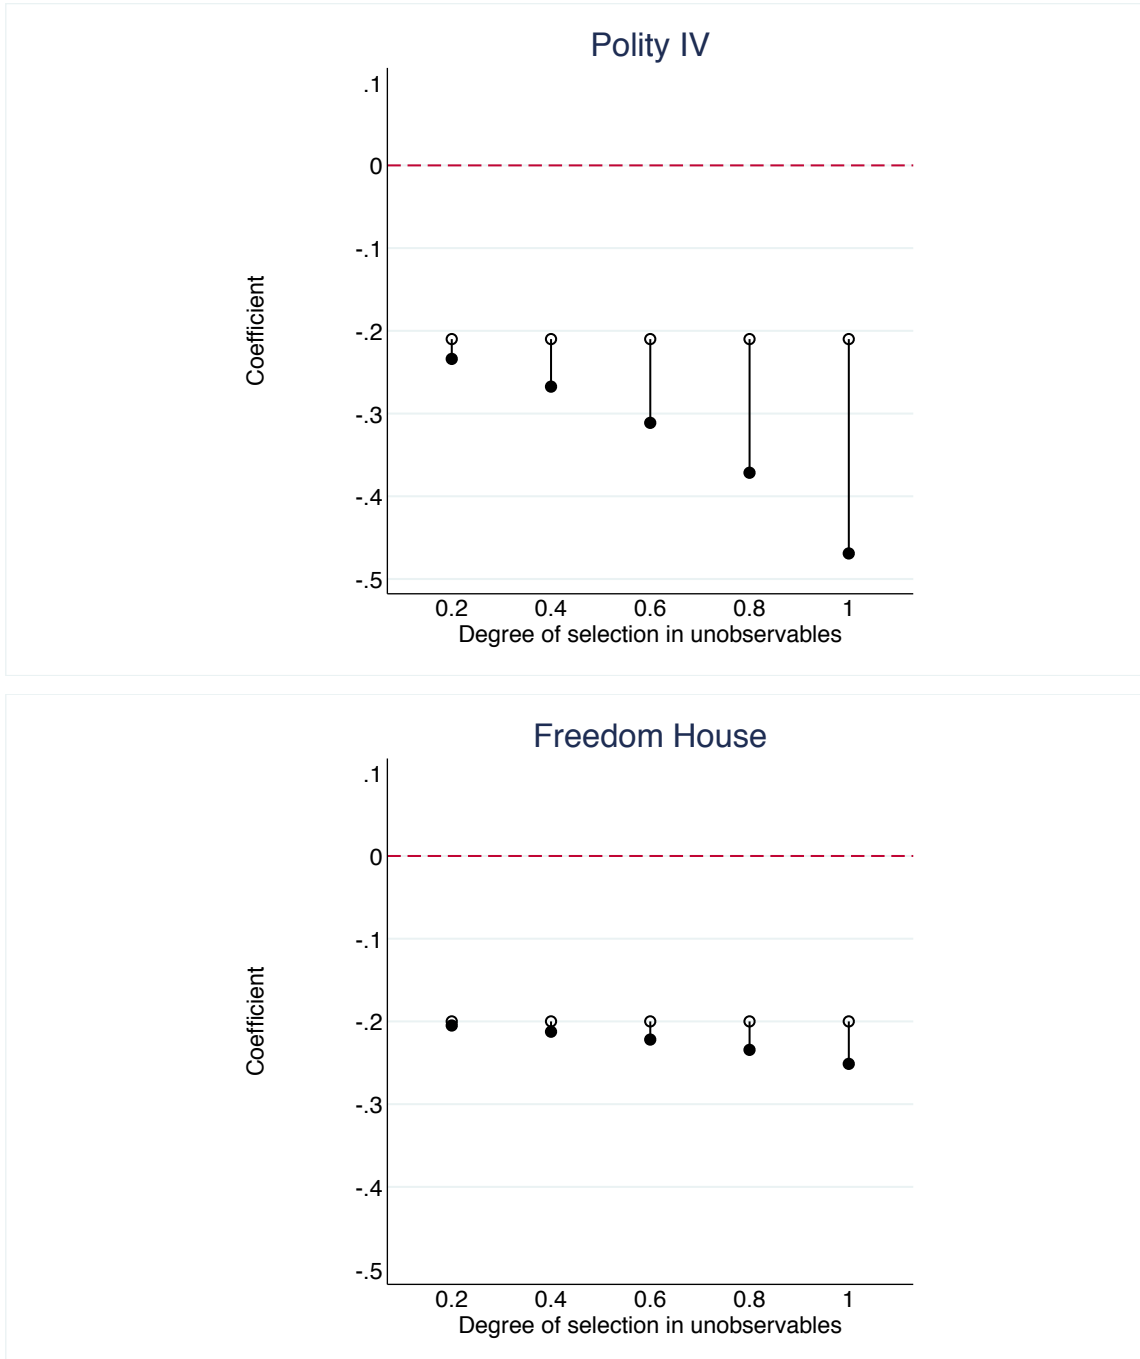 Polity IV
.1
0
-.1
-.2
-.3
-.4
-.5
Coefficient
0.2 0.4 0.6 0.8 1
Degree of selection in unobservables
Freedom House
.1
0
-.1
-.2
-.3
-.4
-.5
Coefficient
0.2 0.4 0.6 0.8 1
Degree of selection in unobservables